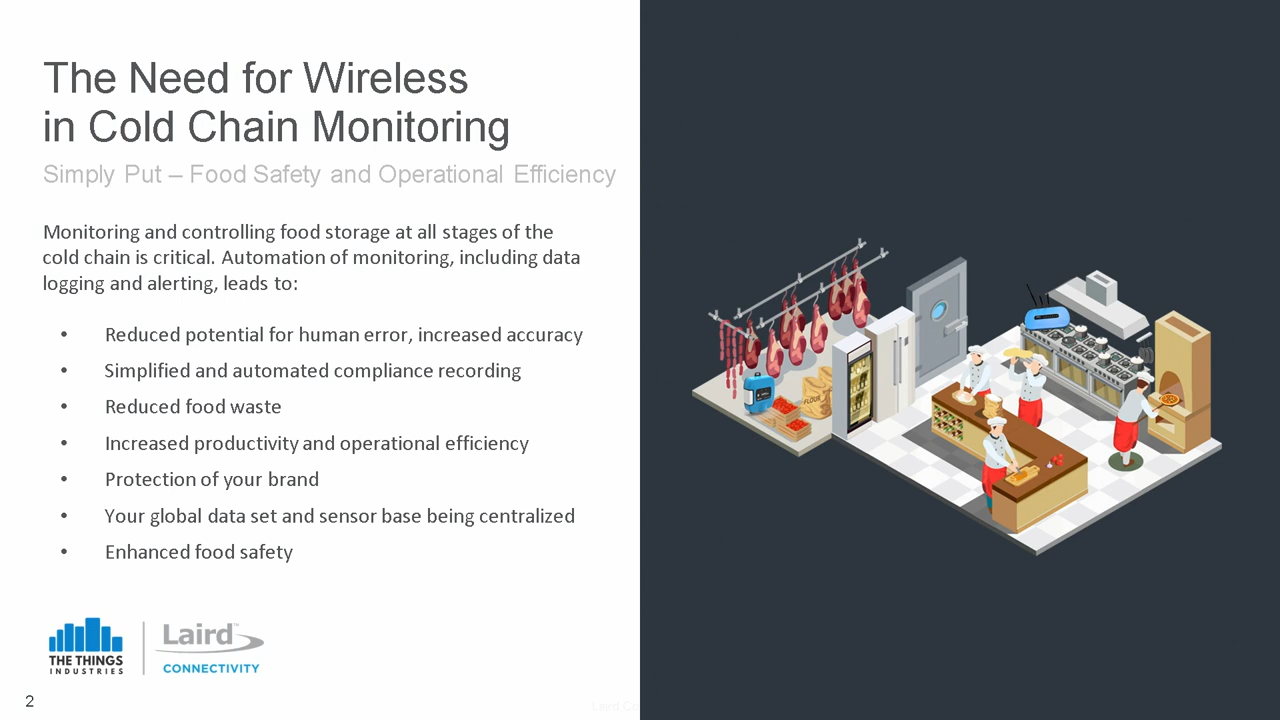 The Need for Wireless
in Cold Chain Monitoring
Simply Put – Food Safety and Operational Efficiency
Monitoring and controlling food storage at all stages of the
cold chain is critical. Automation of monitoring, including data
logging and alerting, leads to:
• Reduced potential for human error, increased accuracy
• Simplified and automated compliance recording
• Reduced food waste
• Increased productivity and operational efficiency
• Protection of your brand
• Your global data set and sensor base being centralized
• Enhanced food safety
FLOUR
THE THINGS
INDUSTRIES
Laird™
CONNECTIVITY
2
Laird Co